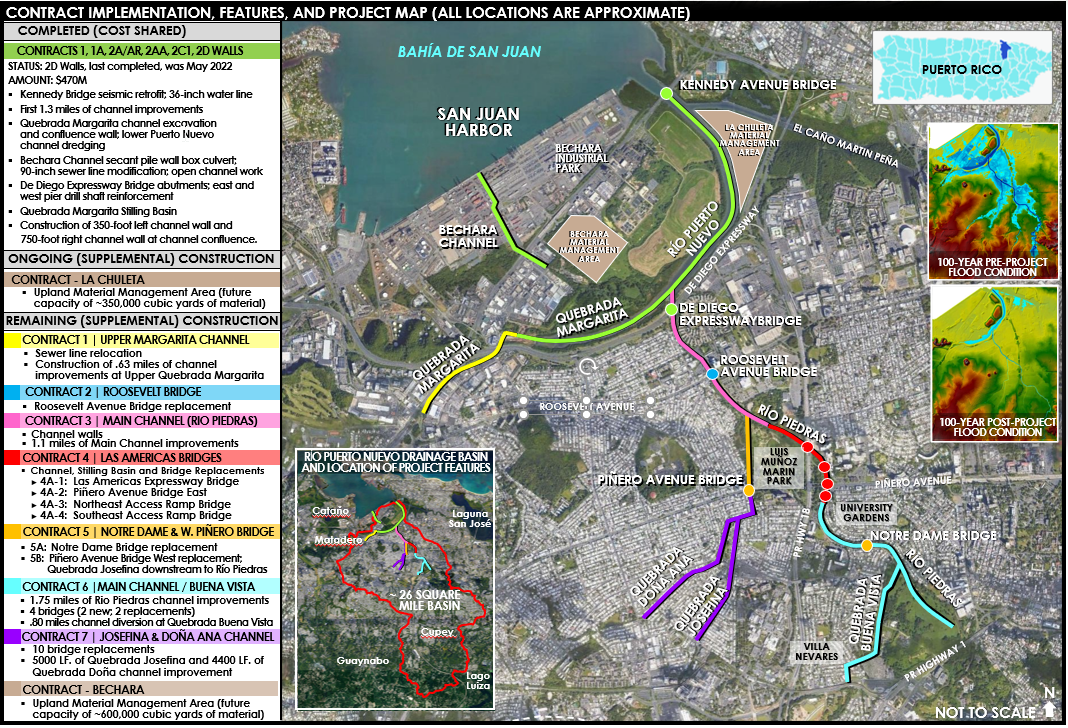 CONTRACT IMPLEMENTATION, FEATURES, AND PROJECT MAP (ALL LOCATIONS ARE APPROXIMATE)
COMPLETED (COST SHARED)
CONTRACTS 1, 1A, 2A/AR, 2AA, 2C1, 2D WALLS
STATUS: 2D Walls, last completed, was May 2022
AMOUNT: $470M
▪ Kennedy Bridge seismic retrofit; 36-inch water line
▪ First 1.3 miles of channel improvements
▪ Quebrada Margarita channel excavation
and confluence wall; lower Puerto Nuevo
channel dredging
▪ Bechara Channel secant pile wall box culvert;
90-inch sewer line modification; open channel work
▪ De Diego Expressway Bridge abutments; east and
west pier drill shaft reinforcement
▪ Quebrada Margarita Stilling Basin
▪ Construction of 350-foot left channel wall and
750-foot right channel wall at channel confluence.
ONGOING (SUPPLEMENTAL) CONSTRUCTION
CONTRACT - LA CHULETA
▪ Upland Material Management Area (future
capacity of ~350,000 cubic yards of material)
REMAINING (SUPPLEMENTAL) CONSTRUCTION
CONTRACT 1 | UPPER MARGARITA CHANNEL
▪ Sewer line relocation
▪ Construction of .63 miles of channel
improvements at Upper Quebrada Margarita
CONTRACT 2 | ROOSEVELT BRIDGE
▪ Roosevelt Avenue Bridge replacement
CONTRACT 3 | MAIN CHANNEL (RIO PIEDRAS)
▪ Channel walls
▪ 1.1 miles of Main Channel improvements
CONTRACT 4 | LAS AMERICAS BRIDGES
▪ Channel, Stilling Basin and Bridge Replacements
▸ 4A-1: Las Americas Expressway Bridge
▸ 4A-2: Piñero Avenue Bridge East
▸ 4A-3: Northeast Access Ramp Bridge
▸ 4A-4: Southeast Access Ramp Bridge
CONTRACT 5 | NOTRE DAME & W. PIÑERO BRIDGE
▪ 5A: Notre Dame Bridge replacement
▪ 5B: Piñero Avenue Bridge West replacement;
Quebrada Josefina downstream to Rio Piedras
CONTRACT 6 |MAIN CHANNEL / BUENA VISTA
▪ 1.75 miles of Rio Piedras channel improvements
▪ 4 bridges (2 new; 2 replacements)
▪ .80 miles channel diversion at Quebrada Buena Vista
CONTRACT 7 | JOSEFINA & DOÑA ANA CHANNEL
▪ 10 bridge replacements
▪ 5000 LF. of Quebrada Josefina and 4400 LF. of
Quebrada Doña channel improvement
CONTRACT - BECHARA
▪ Upland Material Management Area (future
capacity of ~600,000 cubic yards of material)
BAHÍA DE SAN JUAN
SAN JUAN
HARBOR
KENNEDY AVENUE BRIDGE
PUERTO RICO
LA CHULETA
MATERIAL
MANAGEMENT
AREA
EL CAÑO MARTIN PEÑA
BECHARA
INDUSTRIAL
PARK
BECHARA
CHANNEL
BECHARA
MATERIAL
MANAGEMENT
AREA
RÍO PUERTO
NUEVO
DE DIEGO EXPRESSWAY
100-YEAR PRE-PROJECT
FLOOD CONDITION
QUEBRADA
MARGARITA
DE DIEGO
EXPRESSWAYBRIDGE
QUEBRADA
MARGARITA
ROOSEVELT
AVENUE BRIDGE
ROOSEVELT AVENUE
RÍO PIEDRAS
100-YEAR POST-PROJECT
FLOOD CONDITION
RÍO PUERTO NUEVO DRAINAGE BASIN
AND LOCATION OF PROJECT FEATURES
Cataño
Laguna
San José
Matadero
~ 26 SQUARE
MILE BASIN
Cupey
Guaynabo
Lago
Luiza
LUIS
MUÑOZ
MARIN
PARK
PIÑERO AVENUE BRIDGE
PIÑERO AVENUE
UNIVERSITY
GARDENS
PR HWY 18
NOTRE DAME BRIDGE
QUEBRADA
DOÑA ANA
QUEBRADA
JOSEFINA
RÍO PIEDRAS
QUEBRADA
BUENA VISTA
VILLA
NEVARES
PR HIGHWAY 1
N
NOT TO SCALE